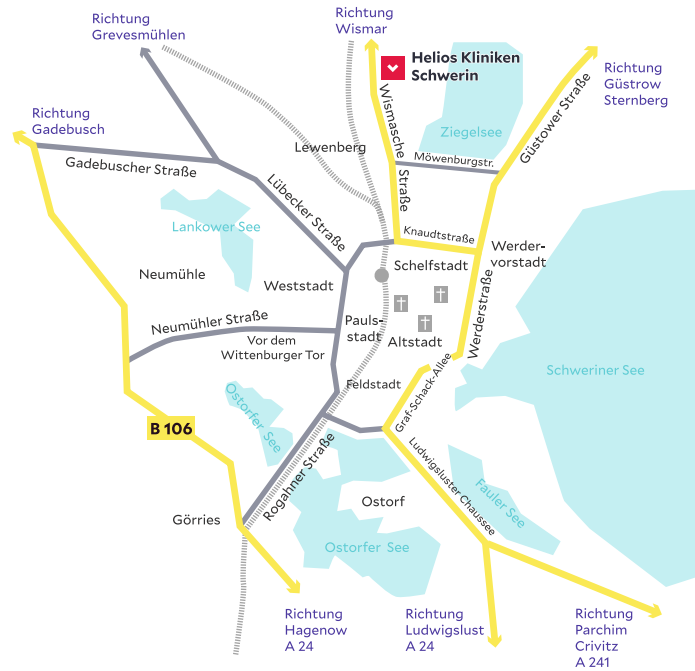 Richtung
Grevesmühlen
Richtung
Wismar
Helios Kliniken
Schwerin
Richtung
Güstrow
Sternberg
Richtung
Gadebusch
Wismasche
Straße
Güstower Straße
Ziegelsee
Lewenberg
Möwenburgstr.
Gadebuscher Straße
Lübecker Straße
Lankower See
Knaudtstraße
Werder-
vorstadt
Schelfstadt
Neumühle
Weststadt
Werderstraße
Neumühler Straße
Pauls-
stadt
Altstadt
Vor dem
Wittenburger Tor
Schweriner See
Feldstadt
Graf-Schack-Allee
Ostorfer See
B 106
Rogahner Straße
Ludwigsluster Chaussee
Ostorf
Fauler See
Görries
Ostorfer See
Richtung
Hagenow
A 24
Richtung
Ludwigslust
A 24
Richtung
Parchim
Crivitz
A 241